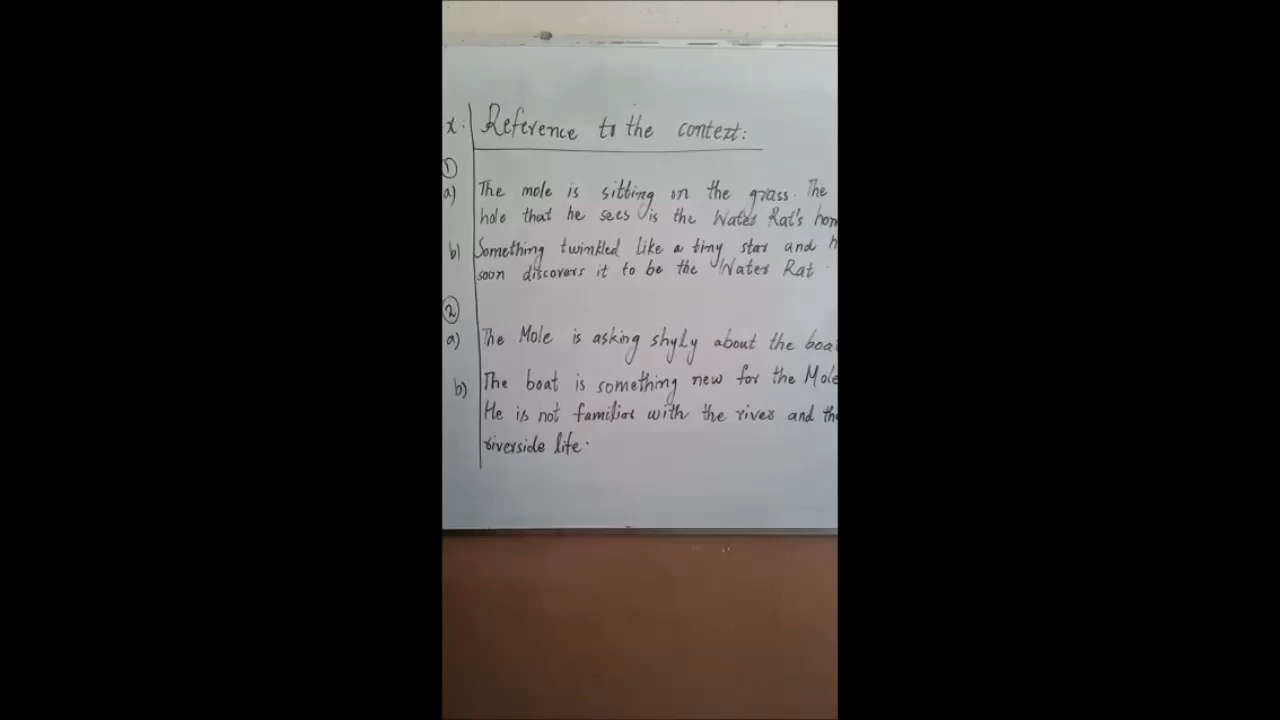 x. Reference to the context:
①
a) The mole is sitting on the grass. The
hole that he sees is the Water Rat's
b) Something twinkled like a tiny star and
soon discovers it to be the Water Rat.
②
a) The Mole is asking shyly about the
b) The boat is something new for the Mole
He is not familiar with the river and
riverside life.